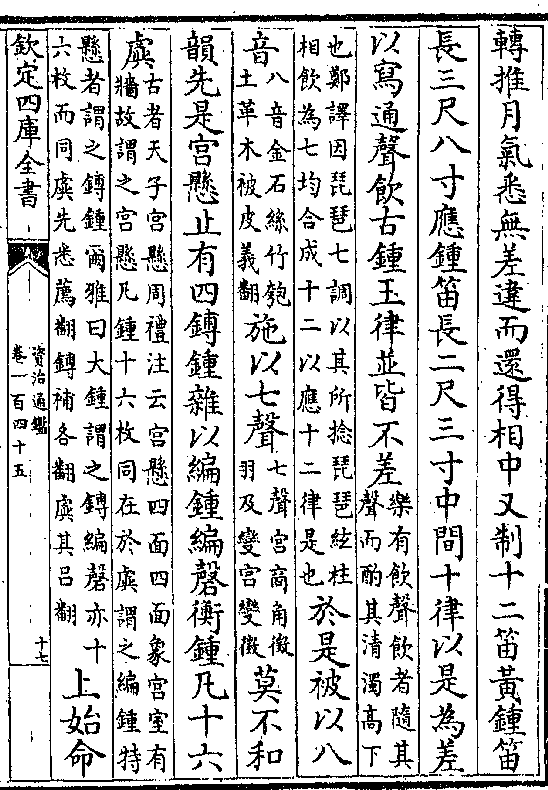 轉推月氣悉無差違而還得相中又制十二笛黃鍾笛
長三尺八寸應鍾笛長二尺三寸中間十律以是為差
以寫通聲飲古鍾玉律並皆不差樂有飲聲飲者隨其
聲而酌其清濁高下
也鄭譯因琵琶七調以其所捻琵琶絃柱
相飲為七均合成十二以應十二律是也於是被以八
音八音金石絲竹匏
土革木被皮義翻施以七聲七聲宮商角徵
羽及變宮變徵莫不和
韻先是宮懸止有四鎛鍾雜以編鍾編磬衡鍾凡十六
虡古者天子宮懸周禮注云宮懸四面四面象宮室有
牆故謂之宮懸凡鍾十六枚同在於虡謂之編鍾特
懸者謂之鎛鍾爾雅曰大鍾謂之鎛編磬亦十
六枚而同虡先悉薦翻鎛補各翻虡其呂翻上始命
欽定四庫全書
資治通鑑
卷一百四十五
十七